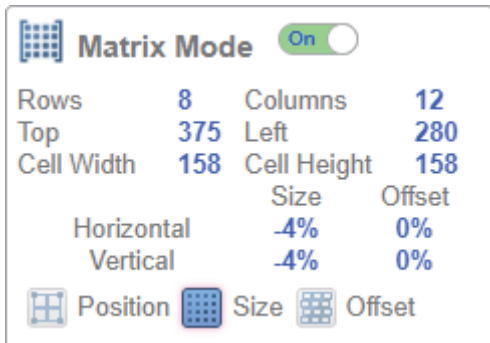 Matrix Mode On
Rows 8 Columns 12
Top 375 Left 280
Cell Width 158 Cell Height 158
Size Offset
Horizontal -4% 0%
Vertical -4% 0%
Position Size Offset